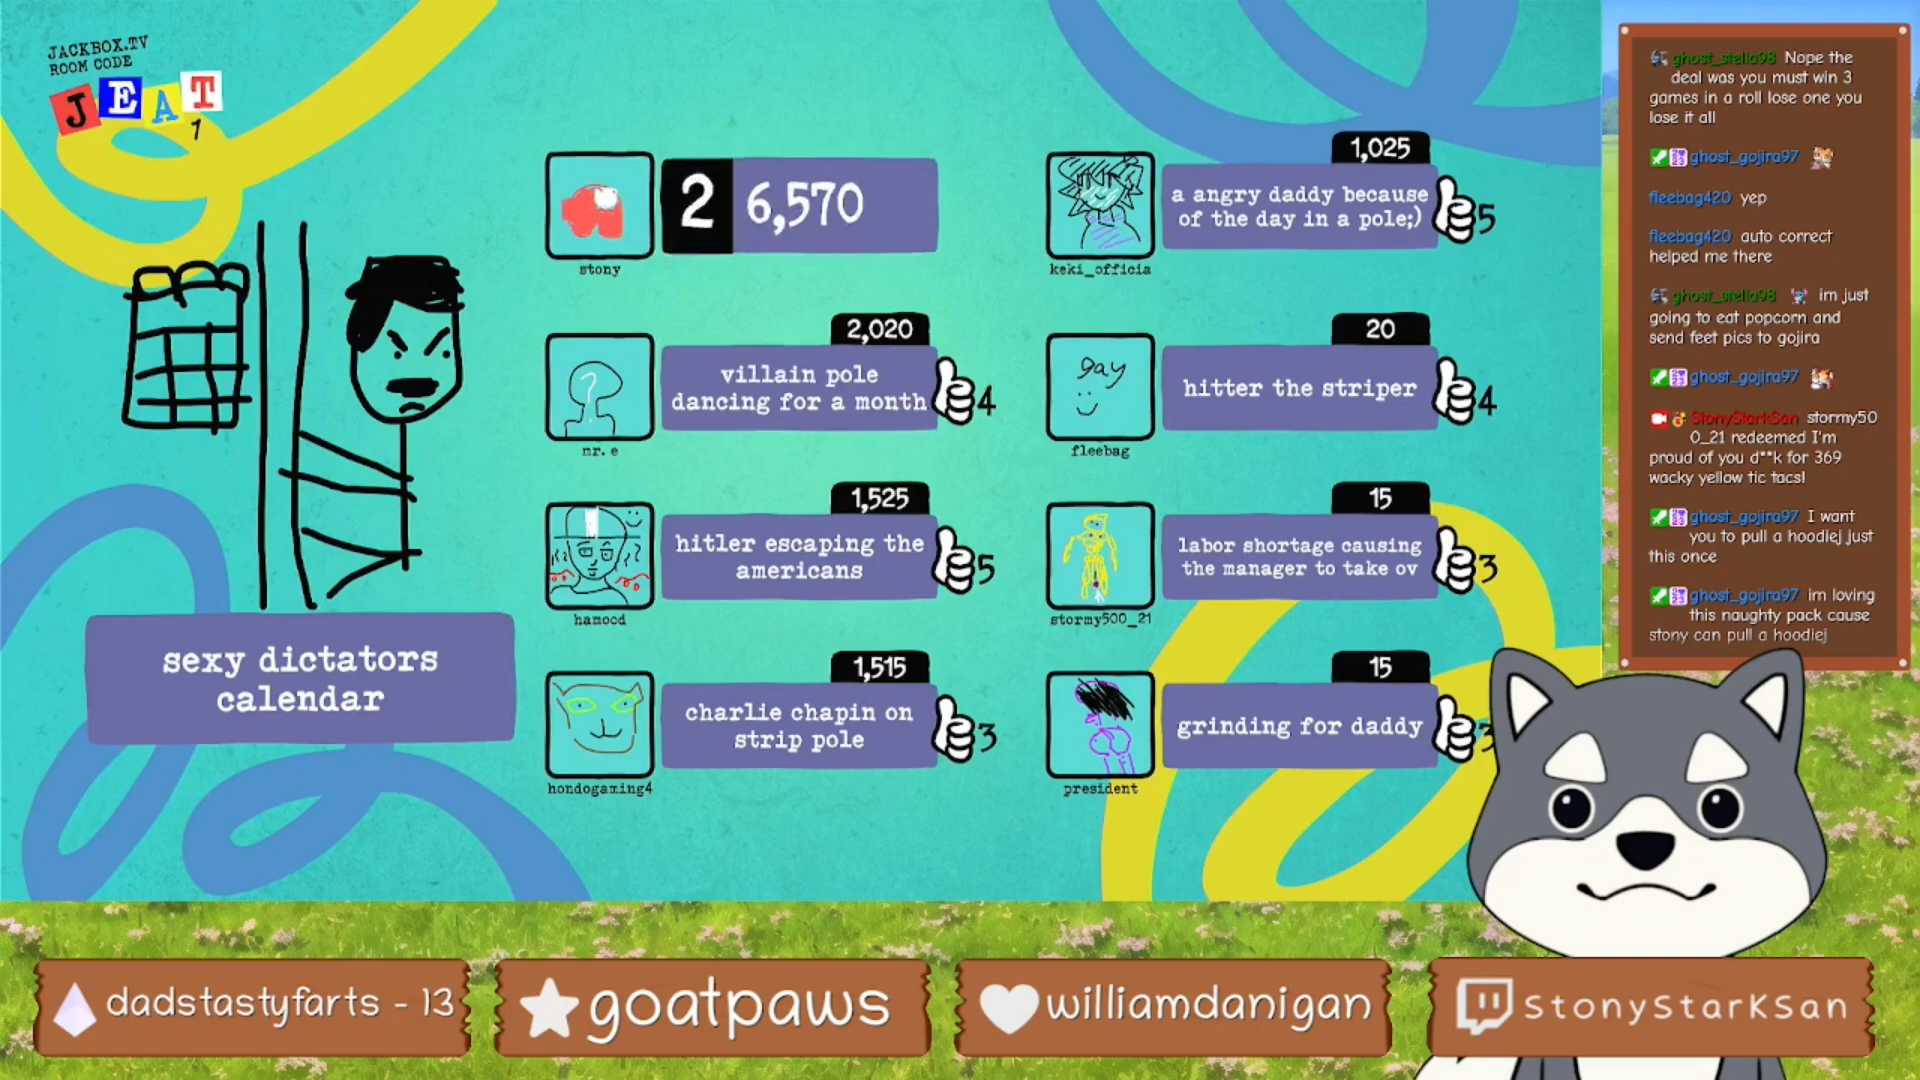 JACKBOX.TV
ROOM CODE
JEAT
1
stony
2 6,570
2,020
villain pole
dancing for a month
4
mr. e
1,525
hitler escaping the
americans
5
hamood
1,515
charlie chapin on
strip pole
3
hondogaming4
1,025
a angry daddy because
of the day in a pole;)
5
keki_officia
gay
20
hitter the striper
4
fleebag
15
labor shortage causing
the manager to take ov
3
stormy500_21
15
grinding for daddy
3
president
sexy dictators
calendar
ghost_stella98 Nope the
deal was you must win 3
games in a roll lose one you
lose it all
ghost_gojira97
fleebag420 yep
fleebag420 auto correct
helped me there
ghost_stella98 im just
going to eat popcorn and
send feet pics to gojira
ghost_gojira97
StonyStarkSan stormy50
0_21 redeemed I'm
proud of you d**k for 369
wacky yellow tic tacs!
ghost_gojira97 I want
you to pull a hoodiej just
this once
ghost_gojira97 im loving
this naughty pack cause
stony can pull a hoodiej
dadstastyfarts - 13
goatpaws
williamdanigan
StonyStarKSan